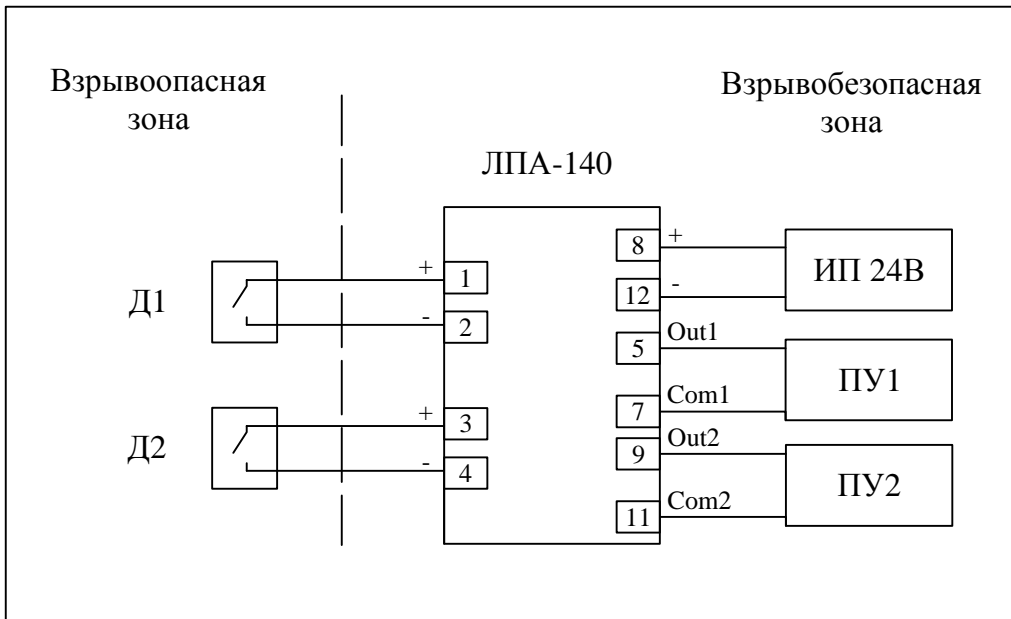 Взрывоопасная
зона
Взрывобезопасная
зона
ЛПА-140
Д1
+
1
-
2
Д2
+
3
-
4
8
+
12
-
ИП 24В
5
Out1
7
Com1
ПУ1
9
Out2
11
Com2
ПУ2